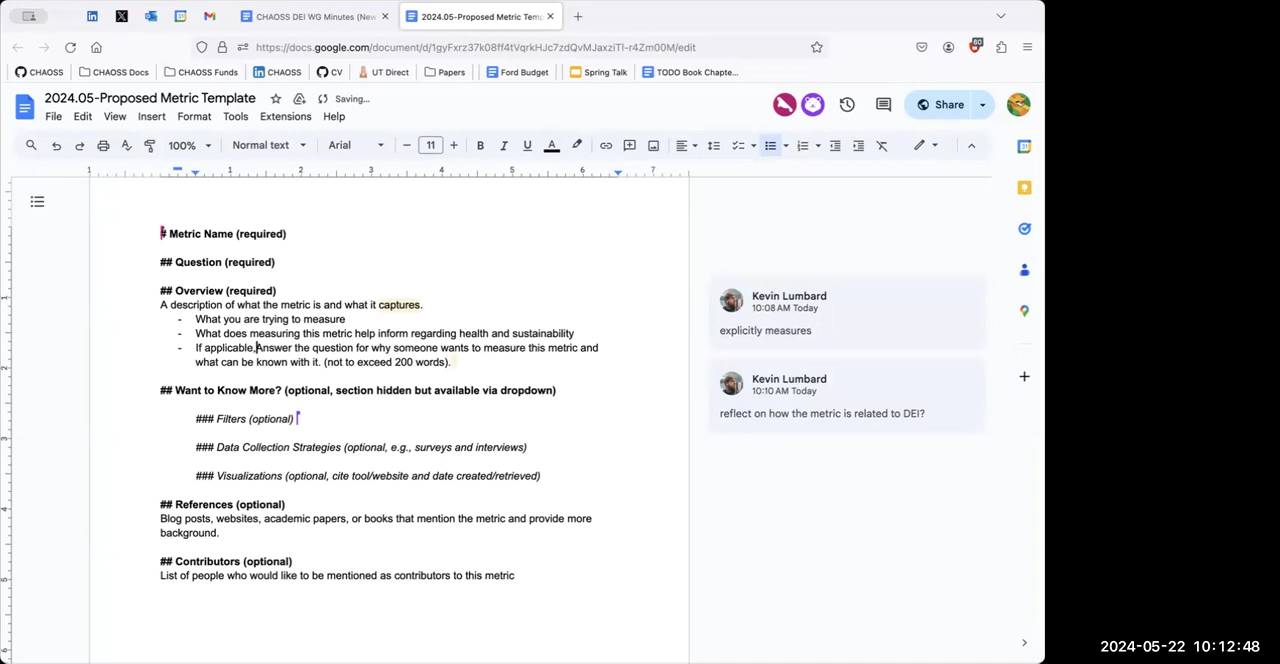 CHAOSS DEI WG Minutes (New
2024.05-Proposed Metric Temp
https://docs.google.com/document/d/1gyFxrz37k08ff4tVqrkHJc7zdQvMJaxziTl-r4Zm00M/edit
60
CHAOSS
CHAOSS Docs
CHAOSS Funds
CHAOSS
CV
UT Direct
Papers
Ford Budget
Spring Talk
TODO Book Chapte...
2024.05-Proposed Metric Template
Saving...
File Edit View Insert Format Tools Extensions Help
Share
100% Normal text Arial 11
1 1 2 3 4 5 6 7
# Metric Name (required)
## Question (required)
## Overview (required)
A description of what the metric is and what it captures.
- What you are trying to measure
- What does measuring this metric help inform regarding health and sustainability
- If applicable,Answer the question for why someone wants to measure this metric and
what can be known with it. (not to exceed 200 words).
## Want to Know More? (optional, section hidden but available via dropdown)
### Filters (optional)
### Data Collection Strategies (optional, e.g., surveys and interviews)
### Visualizations (optional, cite tool/website and date created/retrieved)
## References (optional)
Blog posts, websites, academic papers, or books that mention the metric and provide more
background.
## Contributors (optional)
List of people who would like to be mentioned as contributors to this metric
Kevin Lumbard
10:08 AM Today
explicitly measures
Kevin Lumbard
10:10 AM Today
reflect on how the metric is related to DEI?
2024-05-22 10:12:48